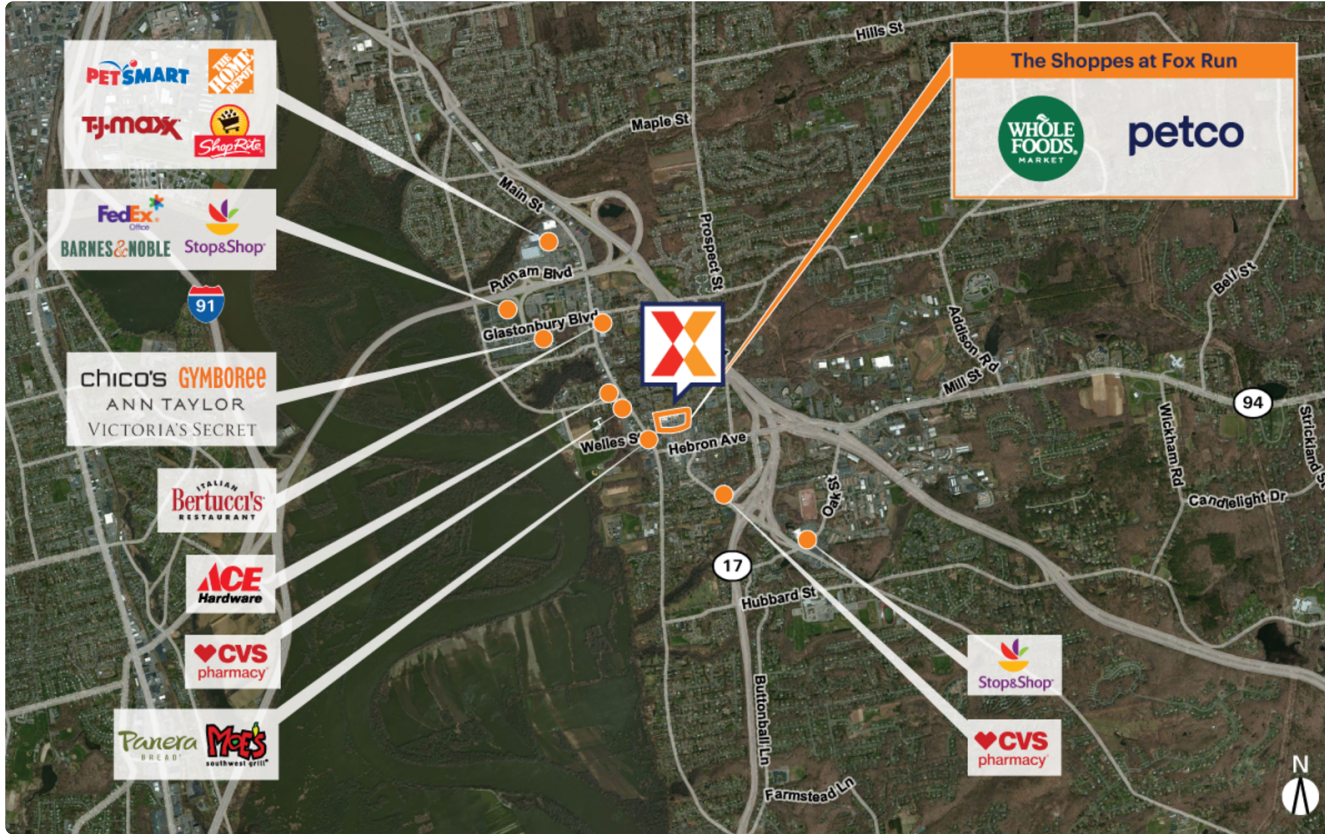 PETSMART
THE
HOME
DEPOT
T.J.maxx
ShopRite
FedEx
Office
BARNES&NOBLE
Stop&Shop
91
chico's GYMBOREE
ANN TAYLOR
VICTORIA'S SECRET
ITALIAN
Bertucci's
RESTAURANT
ACE
Hardware
CVS
pharmacy
Panera
BREAD
MOE'S
southwest grill
The Shoppes at Fox Run
WHOLE
FOODS
MARKET
petco
Hills St
Maple St
Main St
Prospect St
Putnam Blvd
Glastonbury Blvd
Bell St
Addison Rd
Mill St
94
Welles St
Hebron Ave
Wickham Rd
Strickland St
Candlelight Dr
Oak St
17
Hubbard St
Buttonball Ln
Farmstead Ln
Stop&Shop
CVS
pharmacy
N